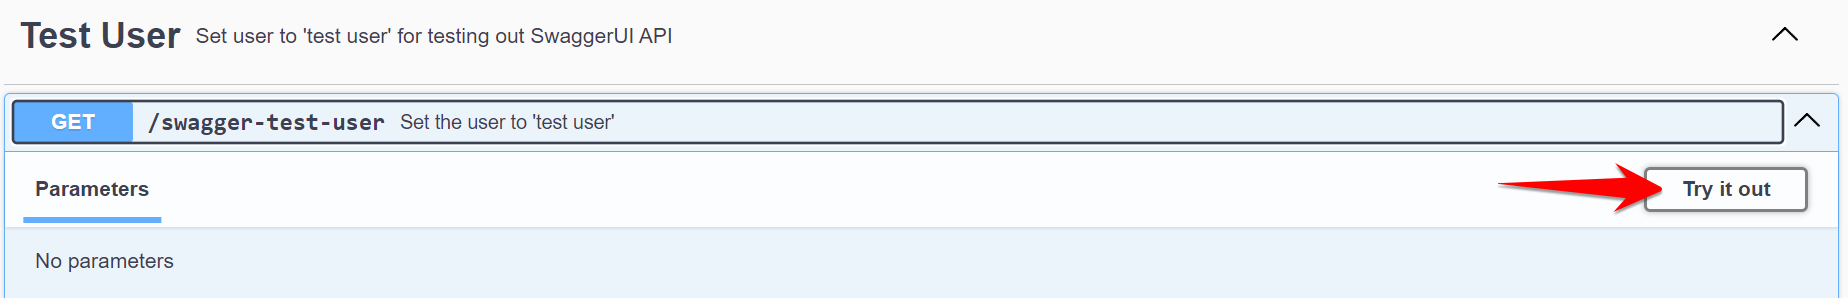 Test User Set user to 'test user' for testing out SwaggerUI API
GET /swagger-test-user Set the user to 'test user'
Parameters Try it out
No parameters